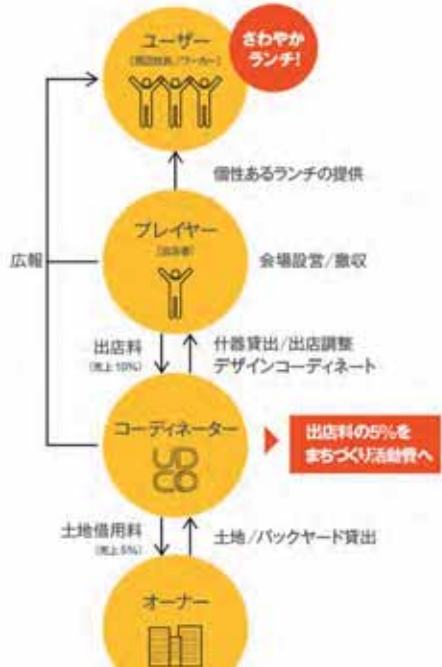 ユーザー
[周辺住民/ワーカー]
さわやか
ランチ!
個性あるランチの提供
プレイヤー
[出店者]
広報
会場設営/撤収
出店料
(売上10%)
什器貸出/出店調整
デザインコーディネート
コーディネーター
UD
CO
出店料の5%を
まちづくり活動費へ
土地借用料
(売上5%)
土地/バックヤード貸出
オーナー